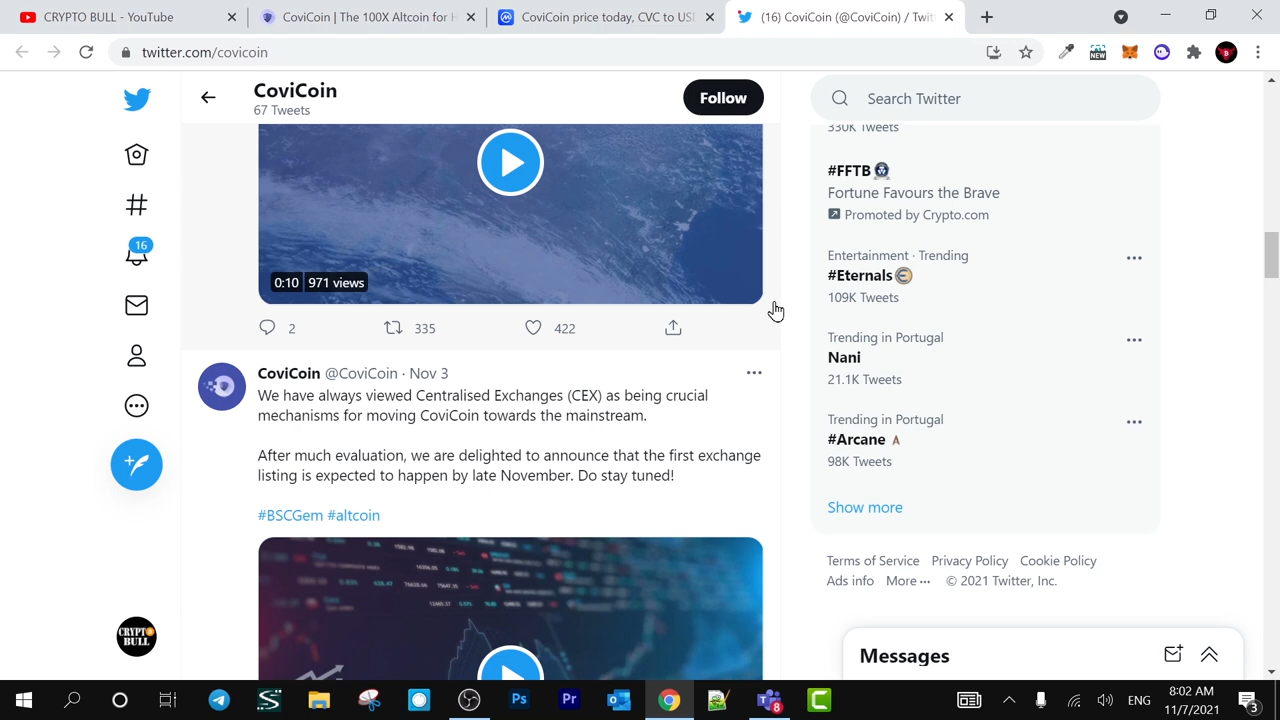 CRYPTO BULL - YouTube
CoviCoin | The 100X Altcoin for H
CoviCoin price today, CVC to USD
(16) CoviCoin (@CoviCoin) / Twitt
twitter.com/covicoin
NEW
CoviCoin
67 Tweets
Follow
Search Twitter
330K Tweets
#FFTB
Fortune Favours the Brave
Promoted by Crypto.com
Entertainment · Trending
#Eternals
109K Tweets
Trending in Portugal
Nani
21.1K Tweets
Trending in Portugal
#Arcane
98K Tweets
Show more
Terms of Service Privacy Policy Cookie Policy
Ads info More ··· © 2021 Twitter, Inc.
16
0:10 971 views
2 335 422
CoviCoin @CoviCoin · Nov 3
We have always viewed Centralised Exchanges (CEX) as being crucial
mechanisms for moving CoviCoin towards the mainstream.
After much evaluation, we are delighted to announce that the first exchange
listing is expected to happen by late November. Do stay tuned!
#BSCGem #altcoin
CRYPTO
BULL
Messages
Ps
Pr
8
ENG
8:02 AM
11/7/2021
3